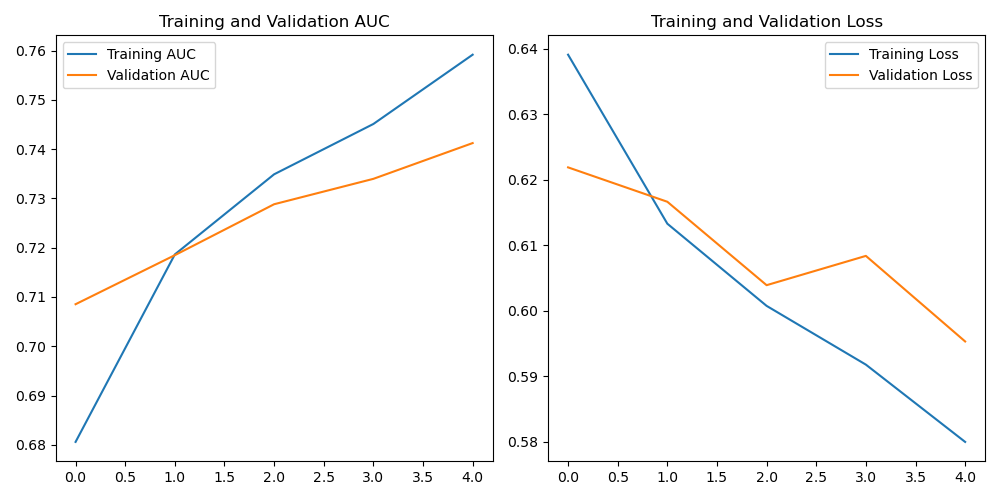 Training and Validation AUC
0.76
0.75
0.74
0.73
0.72
0.71
0.70
0.69
0.68
Training AUC
Validation AUC
0.0 0.5 1.0 1.5 2.0 2.5 3.0 3.5 4.0
Training and Validation Loss
0.64
0.63
0.62
0.61
0.60
0.59
0.58
Training Loss
Validation Loss
0.0 0.5 1.0 1.5 2.0 2.5 3.0 3.5 4.0